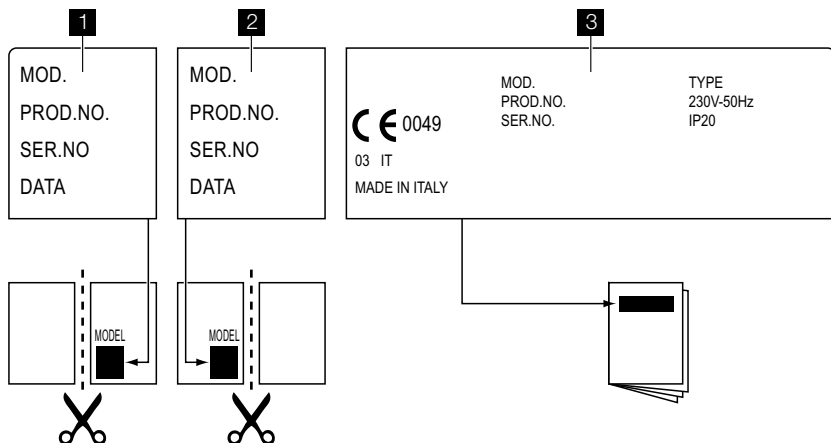 1
2
3
MOD.
PROD.NO.
SER.NO
DATA
MOD.
PROD.NO.
SER.NO
DATA
MOD.
PROD.NO.
SER.NO.
TYPE
230V-50Hz
IP20
CE 0049
03 IT
MADE IN ITALY
MODEL
MODEL